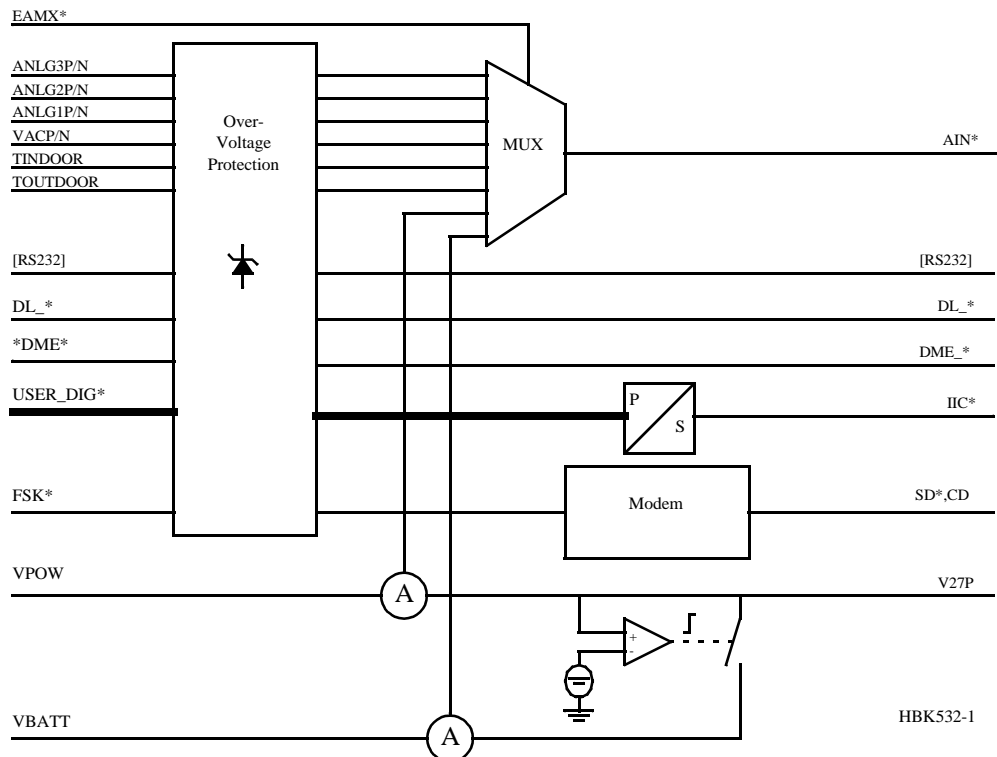 EAMX*
ANLG3P/N
ANLG2P/N
ANLG1P/N
VACP/N
TINDOOR
TOUTDOOR
Over-
Voltage
Protection
MUX
AIN*
[RS232]
[RS232]
DL_*
DL_*
*DME*
DME_*
USER_DIG*
P
S
IIC*
FSK*
Modem
SD*,CD
VPOW
A
V27P
+
-
VBATT
A
HBK532-1